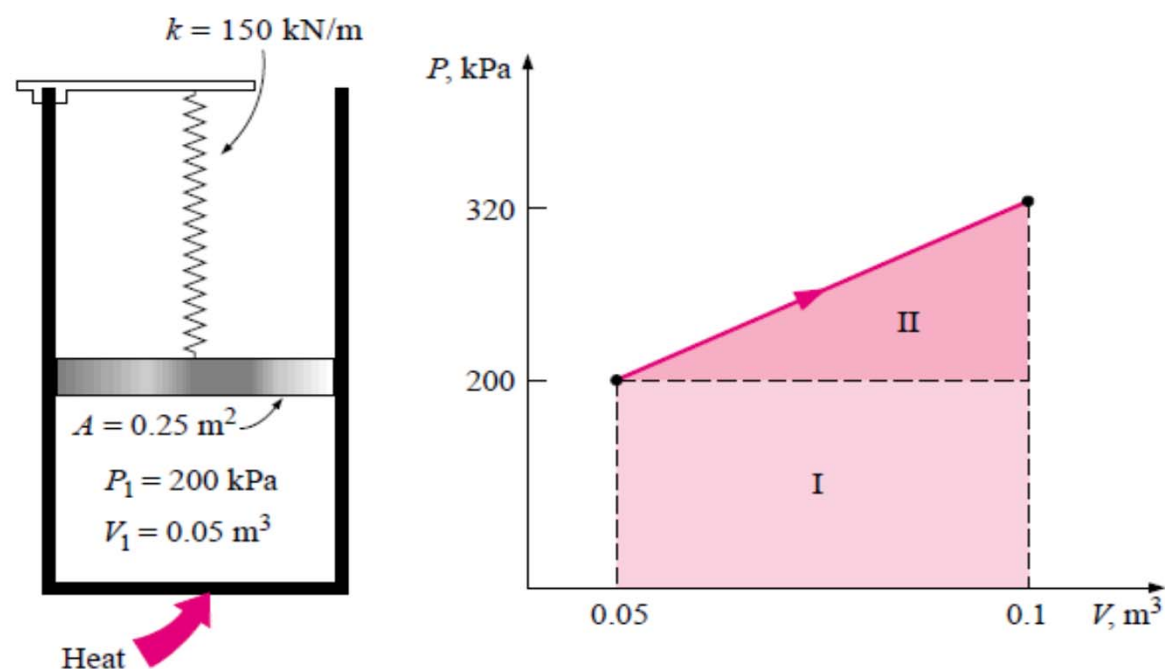 k = 150 kN/m
A = 0.25 m²
P₁ = 200 kPa
V₁ = 0.05 m³
Heat
P, kPa
320
200
II
I
0.05
0.1
V, m³